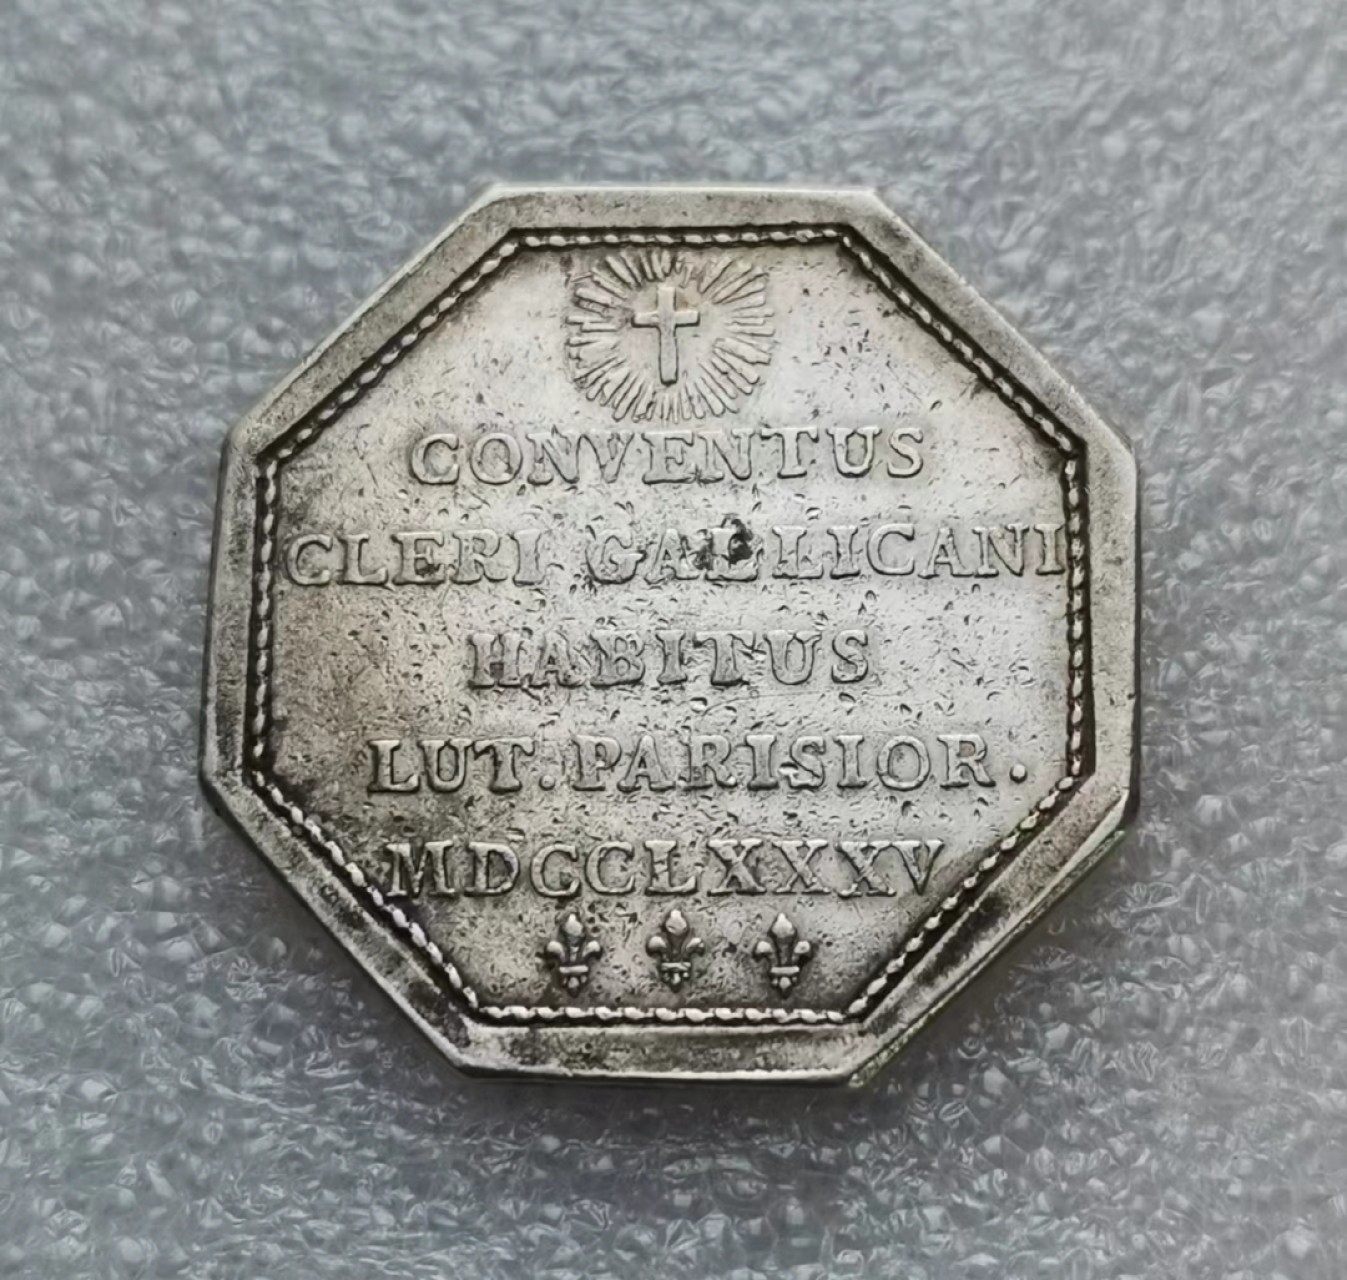 CONVENTUS
CLERI GALLICANI
HABITUS
LUT. PARISIOR.
MDCCLXXXV